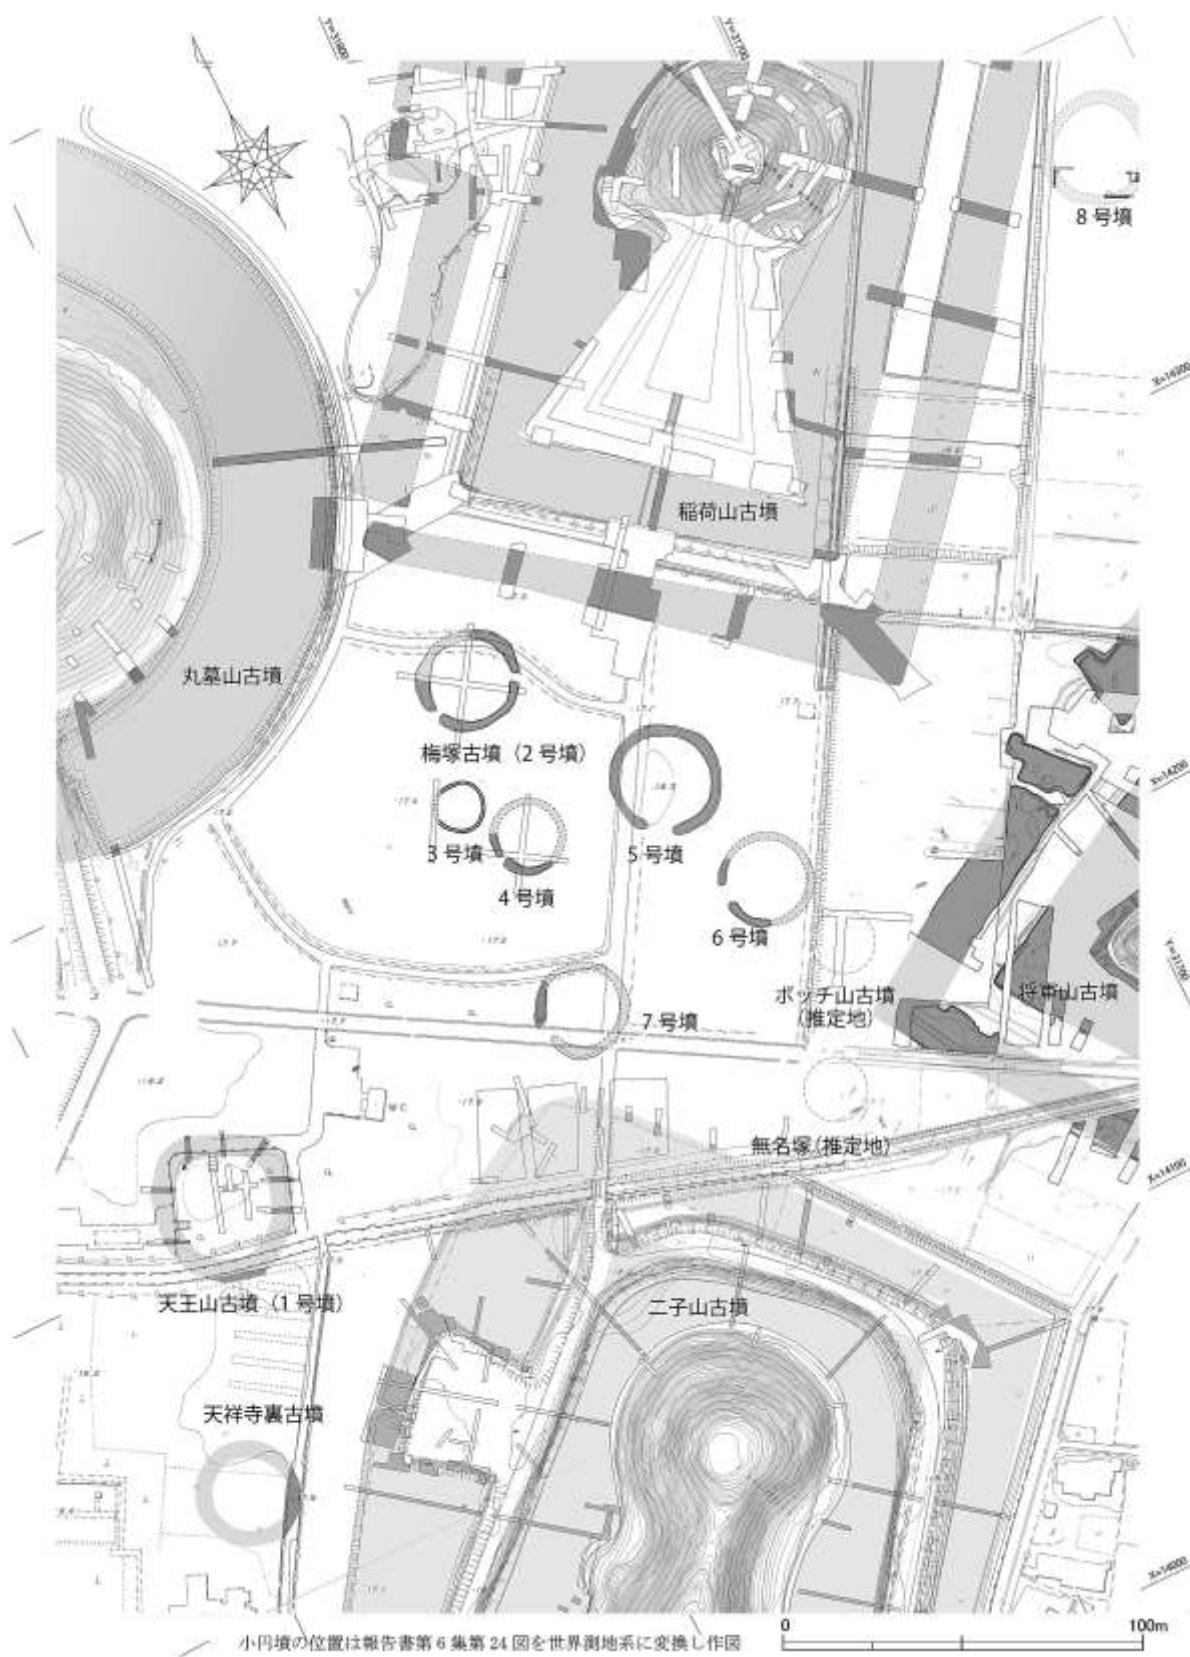 Y=31700
8号墳
稲荷山古墳
丸墓山古墳
梅塚古墳(2号墳)
3号墳
4号墳
5号墳
6号墳
7号墳
ボッチ山古墳
(推定地)
将軍山古墳
X=14200
Y=31700
無名塚(推定地)
X=14100
天王山古墳(1号墳)
二子山古墳
天祥寺裏古墳
X=14000
小円墳の位置は報告書第6集第24図を世界測地系に変換し作図
0
100m